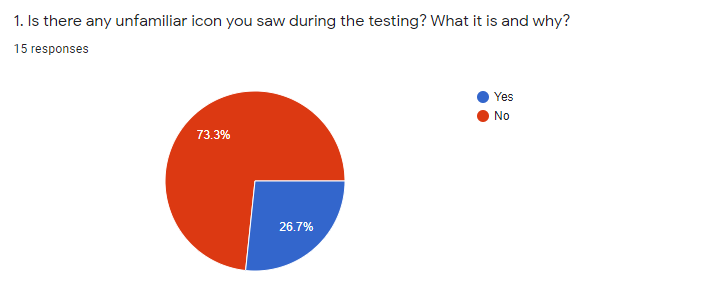 1. Is there any unfamiliar icon you saw during the testing? What it is and why?
15 responses
Yes
No
73.3%
26.7%